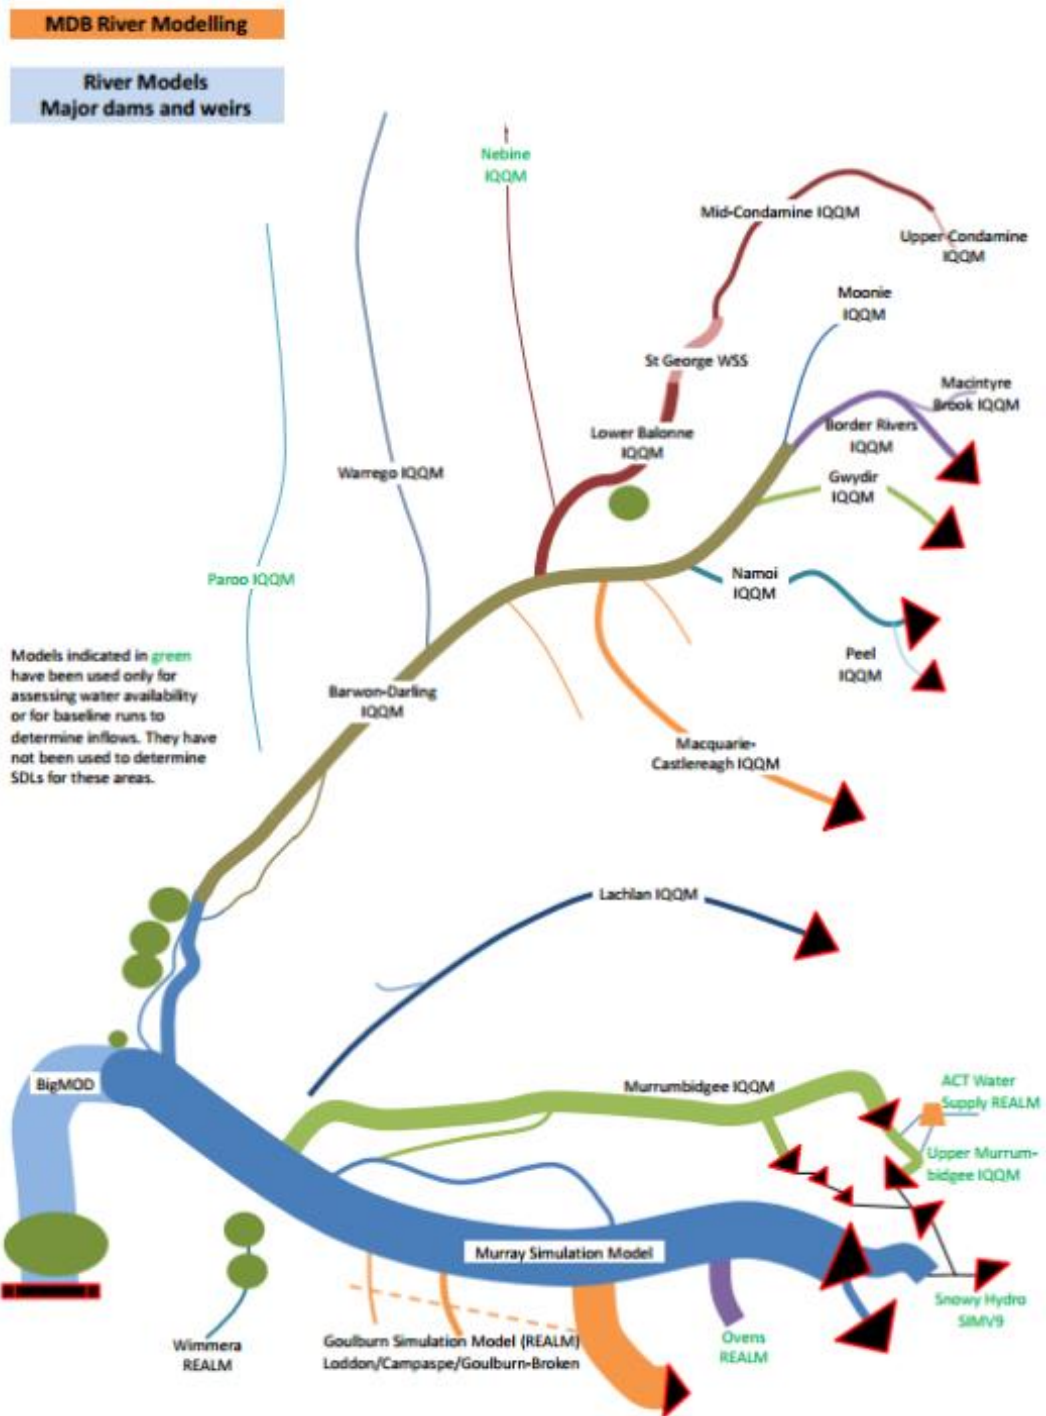 MDB River Modelling
River Models
Major dams and weirs
Nebine
IQQM
Mid-Condamine IQQM
Upper Condamine
IQQM
Moonie
IQQM
St George WSS
Macintyre
Brook IQQM
Border Rivers
IQQM
Lower Balonne
IQQM
Warrego IQQM
Gwydir
IQQM
Paroo IQQM
Namoi
IQQM
Peel
IQQM
Models indicated in green
have been used only for
assessing water availability
or for baseline runs to
determine inflows. They have
not been used to determine
SDLs for these areas.
Barwon-Darling
IQQM
Macquarie-
Castlereagh IQQM
Lachlan IQQM
BigMOD
Murrumbidgee IQQM
ACT Water
Supply REALM
Upper Murrum-
bidgee IQQM
Murray Simulation Model
Snowy Hydro
SIMV9
Wimmera
REALM
Goulburn Simulation Model (REALM)
Loddon/Campaspe/Goulburn-Broken
Ovens
REALM